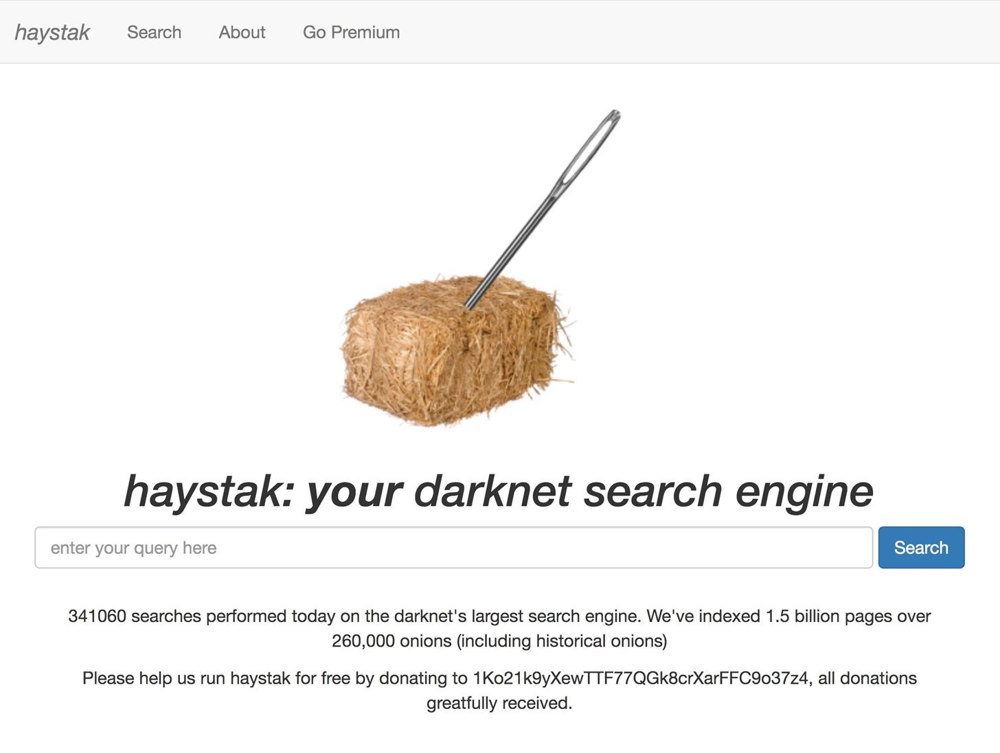 haystak Search About Go Premium
haystak: your darknet search engine
enter your query here Search
341060 searches performed today on the darknet's largest search engine. We've indexed 1.5 billion pages over
260,000 onions (including historical onions)
Please help us run haystak for free by donating to 1Ko21k9yXewTTF77QGk8crXarFFC9o37z4, all donations
greatfully received.